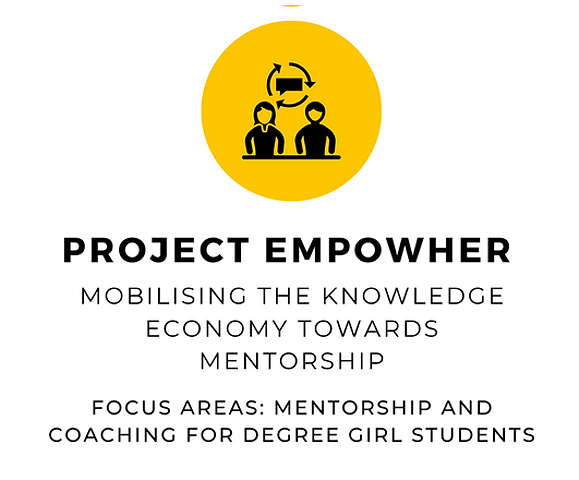 PROJECT EMPOWHER
MOBILISING THE KNOWLEDGE
ECONOMY TOWARDS
MENTORSHIP
FOCUS AREAS: MENTORSHIP AND
COACHING FOR DEGREE GIRL STUDENTS